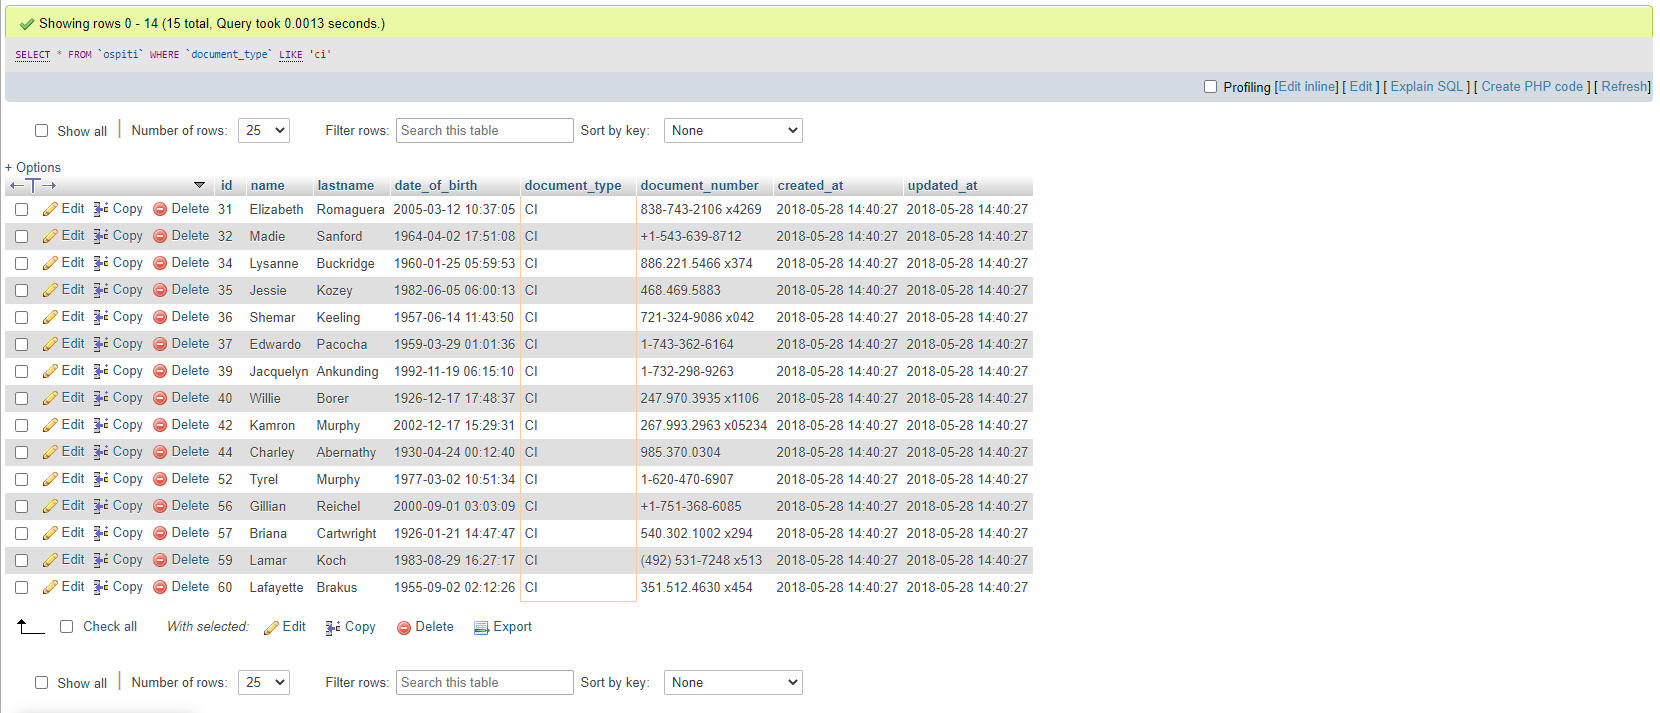 Showing rows 0 - 14 (15 total, Query took 0.0013 seconds.)
SELECT * FROM `ospiti` WHERE `document_type` LIKE 'ci'
Profiling [Edit inline] [ Edit ] [ Explain SQL ] [ Create PHP code ] [ Refresh]
Show all Number of rows: 25 Filter rows: Search this table Sort by key: None
+ Options
←T→ id name lastname date_of_birth document_type document_number created_at updated_at
Edit Copy Delete 31 Elizabeth Romaguera 2005-03-12 10:37:05 CI 838-743-2106 x4269 2018-05-28 14:40:27 2018-05-28 14:40:27
Edit Copy Delete 32 Madie Sanford 1964-04-02 17:51:08 CI +1-543-639-8712 2018-05-28 14:40:27 2018-05-28 14:40:27
Edit Copy Delete 34 Lysanne Buckridge 1960-01-25 05:59:53 CI 886.221.5466 x374 2018-05-28 14:40:27 2018-05-28 14:40:27
Edit Copy Delete 35 Jessie Kozey 1982-06-05 06:00:13 CI 468.469.5883 2018-05-28 14:40:27 2018-05-28 14:40:27
Edit Copy Delete 36 Shemar Keeling 1957-06-14 11:43:50 CI 721-324-9086 x042 2018-05-28 14:40:27 2018-05-28 14:40:27
Edit Copy Delete 37 Edwardo Pacocha 1959-03-29 01:01:36 CI 1-743-362-6164 2018-05-28 14:40:27 2018-05-28 14:40:27
Edit Copy Delete 39 Jacquelyn Ankunding 1992-11-19 06:15:10 CI 1-732-298-9263 2018-05-28 14:40:27 2018-05-28 14:40:27
Edit Copy Delete 40 Willie Borer 1926-12-17 17:48:37 CI 247.970.3935 x1106 2018-05-28 14:40:27 2018-05-28 14:40:27
Edit Copy Delete 42 Kamron Murphy 2002-12-17 15:29:31 CI 267.993.2963 x05234 2018-05-28 14:40:27 2018-05-28 14:40:27
Edit Copy Delete 44 Charley Abernathy 1930-04-24 00:12:40 CI 985.370.0304 2018-05-28 14:40:27 2018-05-28 14:40:27
Edit Copy Delete 52 Tyrel Murphy 1977-03-02 10:51:34 CI 1-620-470-6907 2018-05-28 14:40:27 2018-05-28 14:40:27
Edit Copy Delete 56 Gillian Reichel 2000-09-01 03:03:09 CI +1-751-368-6085 2018-05-28 14:40:27 2018-05-28 14:40:27
Edit Copy Delete 57 Briana Cartwright 1926-01-21 14:47:47 CI 540.302.1002 x294 2018-05-28 14:40:27 2018-05-28 14:40:27
Edit Copy Delete 59 Lamar Koch 1983-08-29 16:27:17 CI (492) 531-7248 x513 2018-05-28 14:40:27 2018-05-28 14:40:27
Edit Copy Delete 60 Lafayette Brakus 1955-09-02 02:12:26 CI 351.512.4630 x454 2018-05-28 14:40:27 2018-05-28 14:40:27
Check all With selected: Edit Copy Delete Export
Show all Number of rows: 25 Filter rows: Search this table Sort by key: None